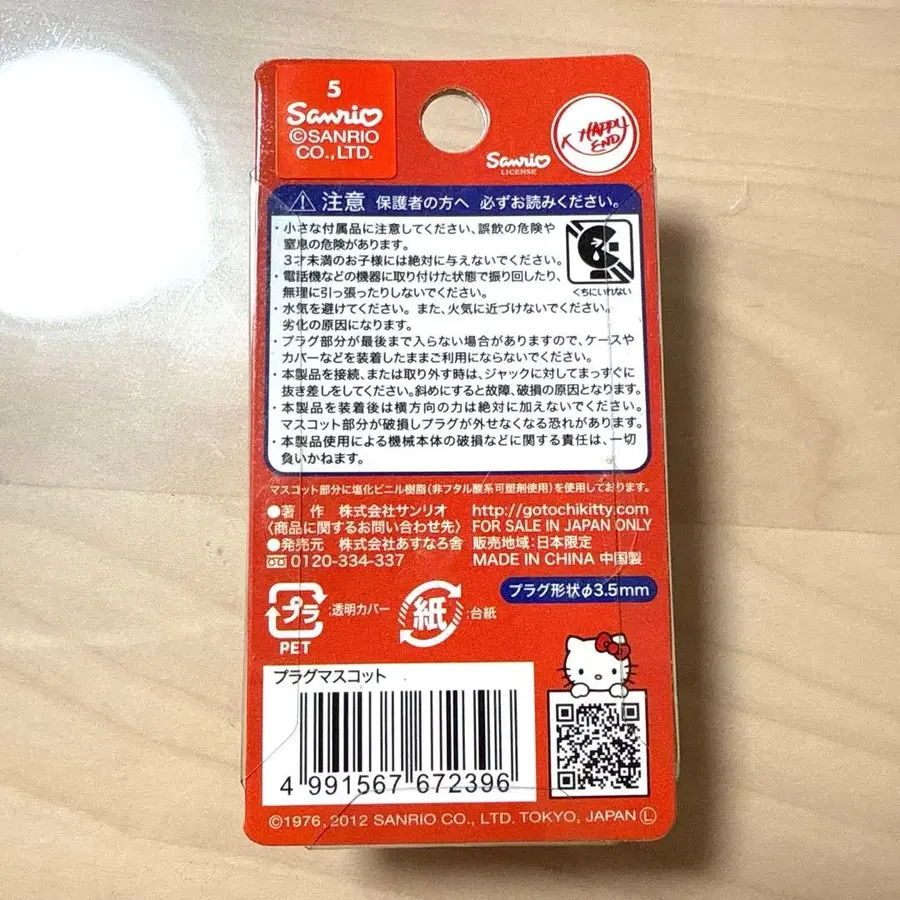 5
Sanrio
©SANRIO
CO.,LTD.
Sanrio
LICENSE
K HAPPY
END
注意 保護者の方へ 必ずお読みください。
・小さな付属品に注意してください、誤飲の危険や
窒息の危険があります。
3才未満のお子様には絶対に与えないでください。
・電話機などの機器に取り付けた状態で振り回したり、
無理に引っ張ったりしないでください。
くちにいれない
・水気を避けてください。また、火気に近づけないでください。
劣化の原因になります。
・プラグ部分が最後まで入らない場合がありますので、ケースや
カバーなどを装着したままご利用にならないでください。
・本製品を接続、または取り外す時は、ジャックに対してまっすぐに
抜き差しをしてください。斜めにすると故障、破損の原因となります。
・本製品を装着後は横方向の力は絶対に加えないでください。
マスコット部分が破損しプラグが外せなくなる恐れがあります。
・本製品使用による機械本体の破損などに関する責任は、一切
負いかねます。
マスコット部分に塩化ビニル樹脂(非フタル酸系可塑剤使用)を使用しております。
●著 作 株式会社サンリオ
〈商品に関するお問い合わせ先〉
●発売元 株式会社あすなろ舎
0120-334-337
http://gotochikitty.com
FOR SALE IN JAPAN ONLY
販売地域:日本限定
MADE IN CHINA 中国製
プラグ形状φ3.5mm
プラ
PET
:透明カバー
紙
:台紙
プラグマスコット
4 991567 672396
©1976, 2012 SANRIO CO., LTD. TOKYO, JAPAN Ⓛ